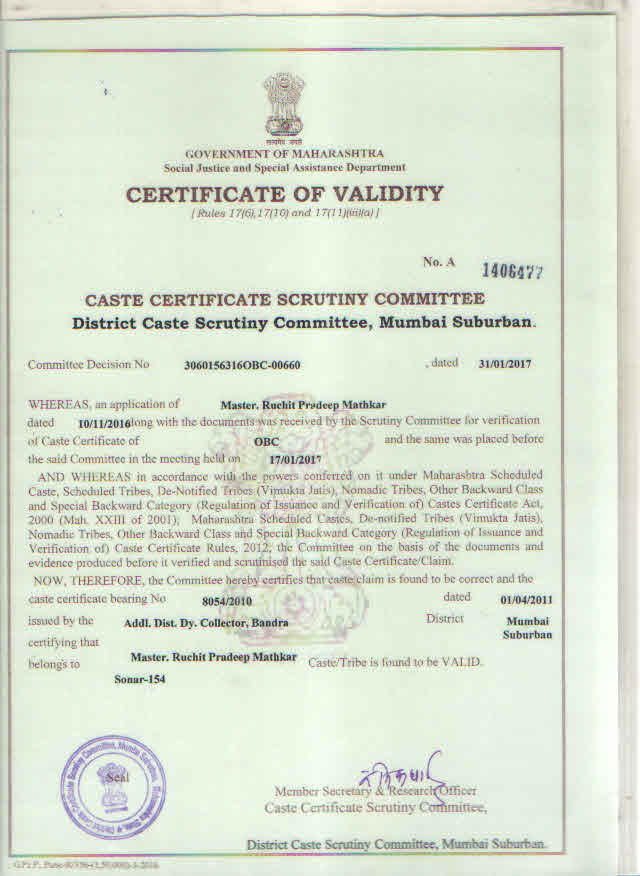 सत्यमेव जयते
GOVERNMENT OF MAHARASHTRA
Social Justice and Special Assistance Department
CERTIFICATE OF VALIDITY
[ Rules 17(6),17(10) and 17(11)(iii)(a) ]
No. A 1406477
CASTE CERTIFICATE SCRUTINY COMMITTEE
District Caste Scrutiny Committee, Mumbai Suburban.
Committee Decision No 3060156316OBC-00660 , dated 31/01/2017
WHEREAS, an application of Master. Ruchit Pradeep Mathkar
dated 10/11/2016long with the documents was received by the Scrutiny Committee for verification
of Caste Certificate of OBC and the same was placed before
the said Committee in the meeting held on 17/01/2017
AND WHEREAS in accordance with the powers conferred on it under Maharashtra Scheduled
Caste, Scheduled Tribes, De-Notified Tribes (Vimukta Jatis), Nomadic Tribes, Other Backward Class
and Special Backward Category (Regulation of Issuance and Verification of) Castes Certificate Act,
2000 (Mah. XXIII of 2001); Maharashtra Scheduled Castes, De-notified Tribes (Vimukta Jatis),
Nomadic Tribes, Other Backward Class and Special Backward Category (Regulation of Issuance and
Verification of) Caste Certificate Rules, 2012, the Committee on the basis of the documents and
evidence produced before it verified and scrutinised the said Caste Certificate/Claim.
NOW, THEREFORE, the Committee hereby certifies that caste claim is found to be correct and the
caste certificate bearing No 8054/2010 dated 01/04/2011
issued by the Addl. Dist. Dy. Collector, Bandra District Mumbai Suburban
certifying that
belongs to Master. Ruchit Pradeep Mathkar Caste/Tribe is found to be VALID.
Sonar-154
Seal
Member Secretary & Research Officer
Caste Certificate Scrutiny Committee,
District Caste Scrutiny Committee, Mumbai Suburban.